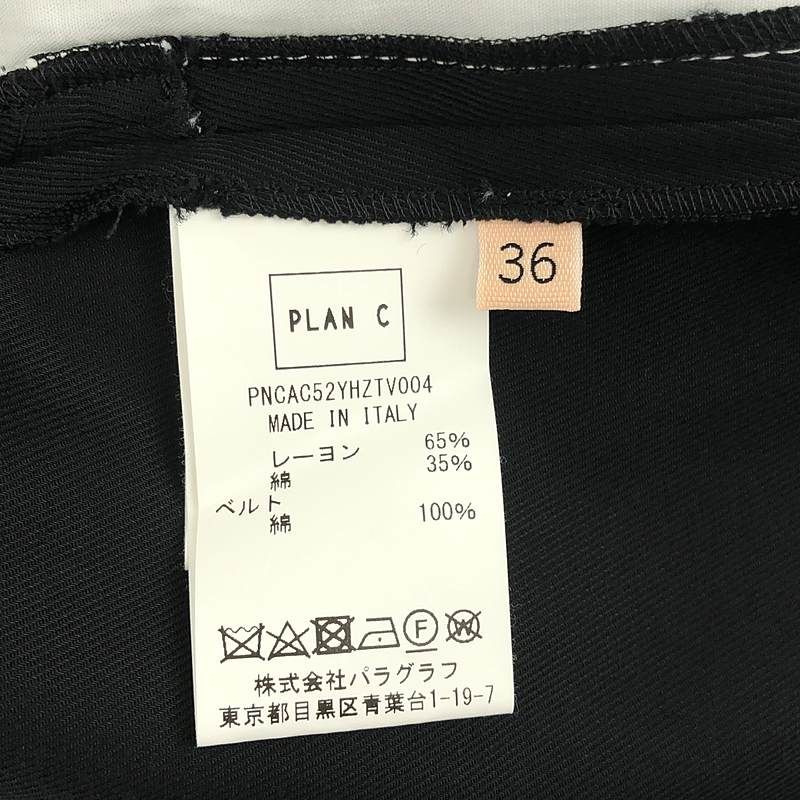 36
PLAN C
PNCAC52YHZTV004
MADE IN ITALY
レーヨン 65%
綿 35%
ベルト
綿 100%
F W
株式会社パラグラフ
東京都目黒区青葉台1-19-7